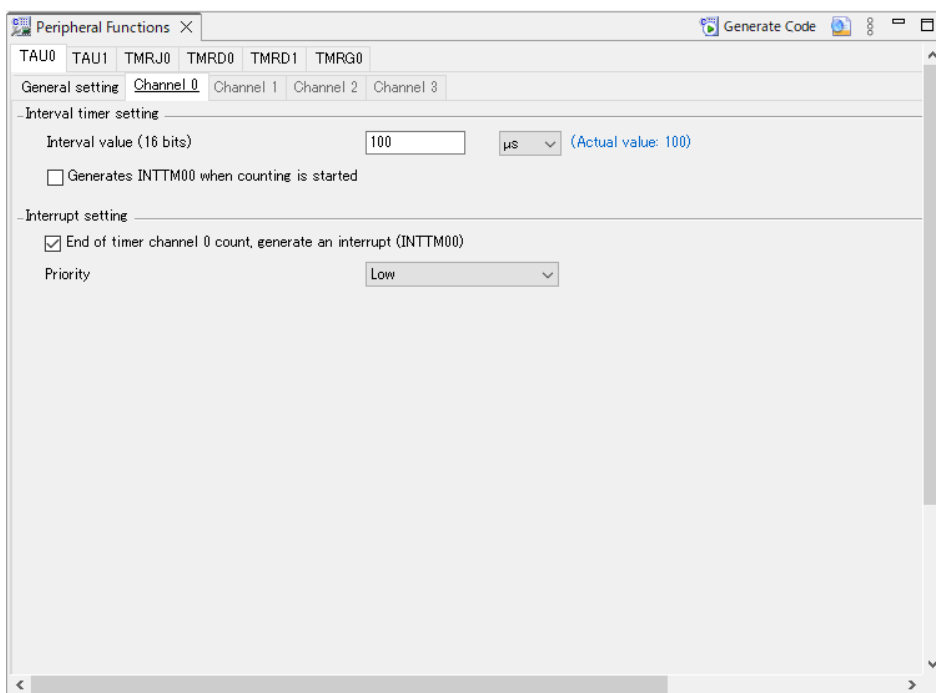 Peripheral Functions Generate Code
TAU0 TAU1 TMRJ0 TMRD0 TMRD1 TMRG0
General setting Channel 0 Channel 1 Channel 2 Channel 3
Interval timer setting
Interval value (16 bits) 100 µs (Actual value: 100)
Generates INTTM00 when counting is started
Interrupt setting
End of timer channel 0 count, generate an interrupt (INTTM00)
Priority Low